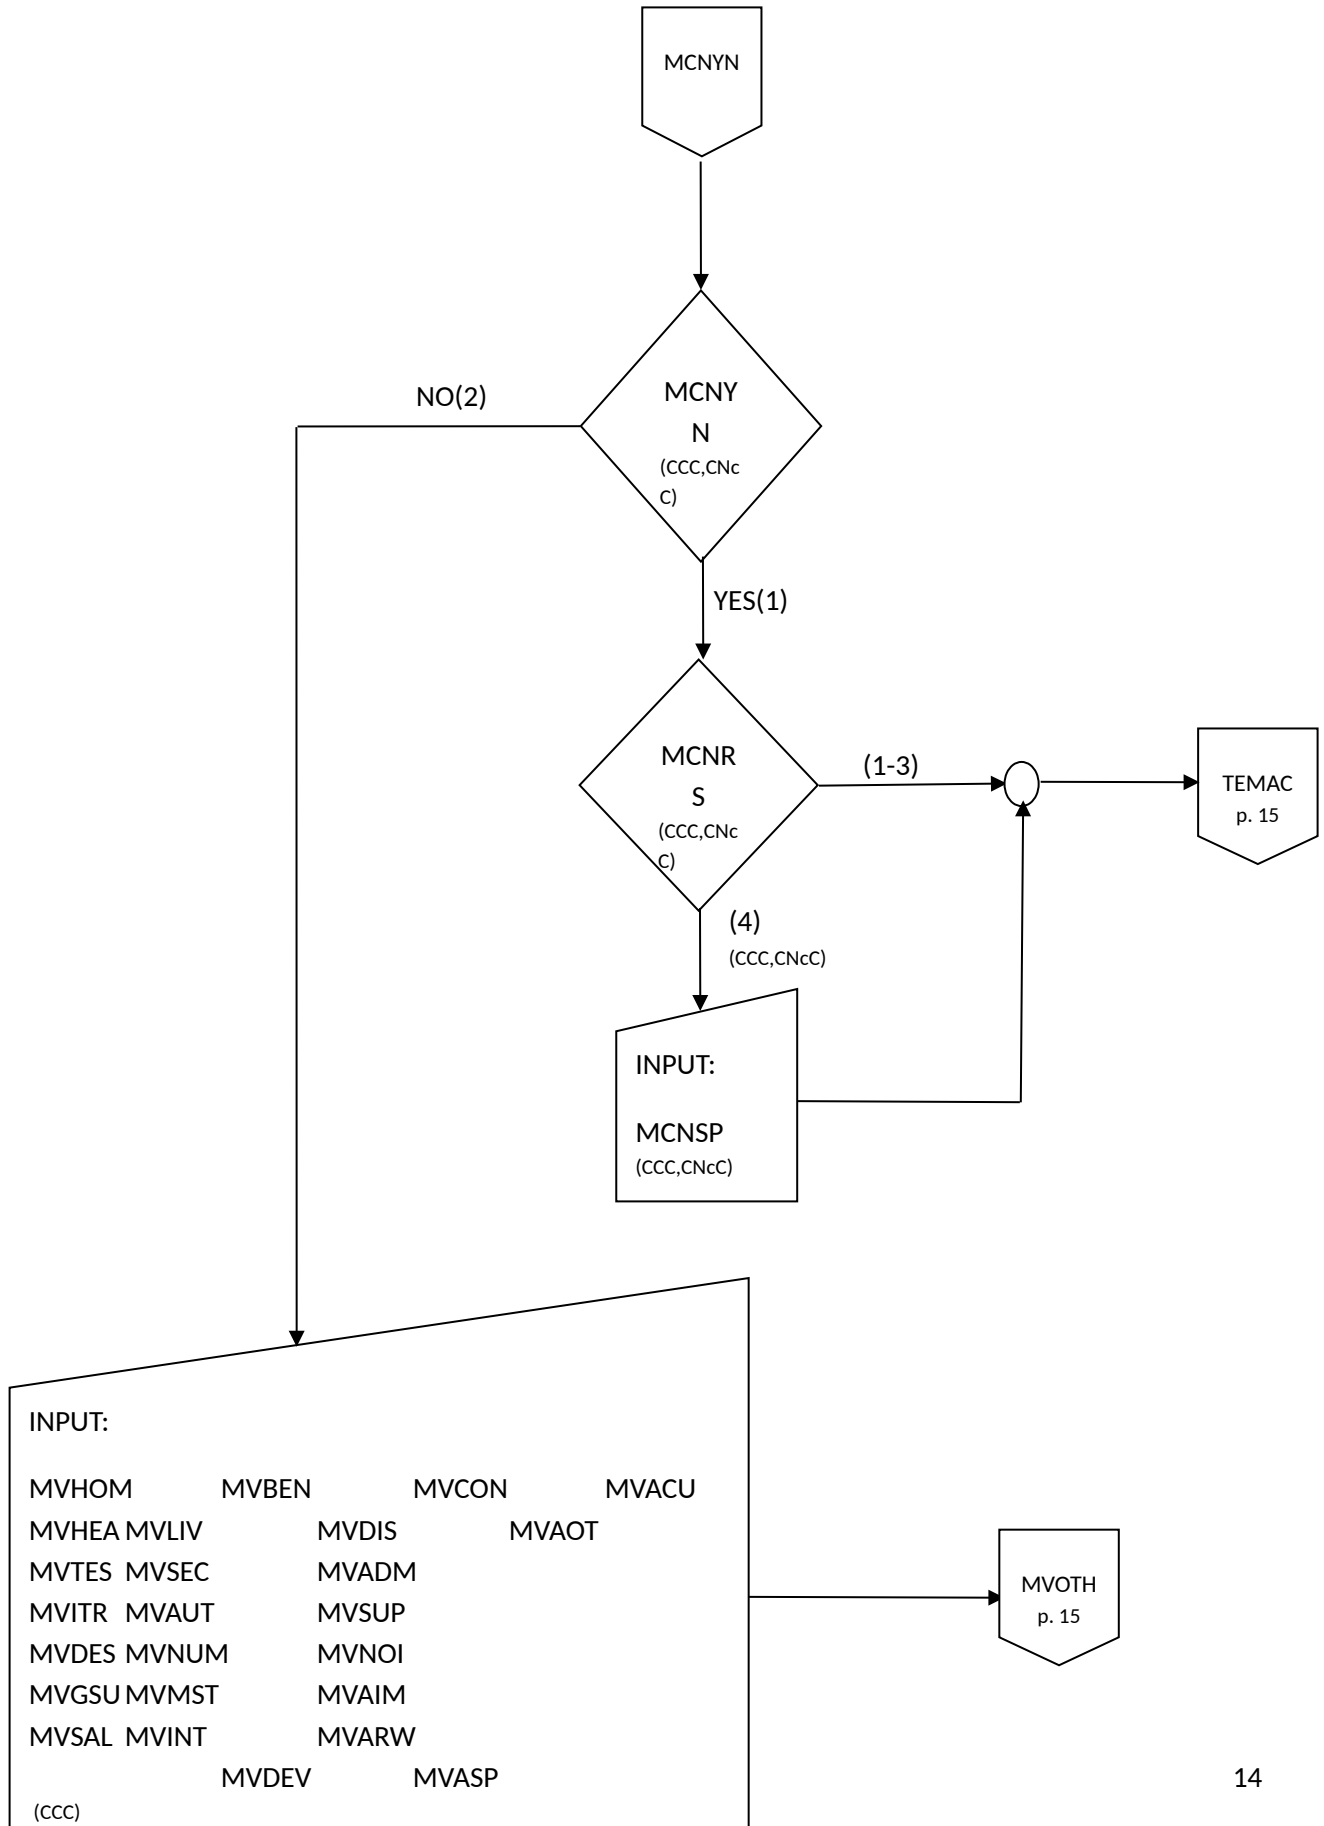 MCNYN
NO(2)
MCNY
N
(CCC,CNc
C)
YES(1)
MCNR
S
(CCC,CNc
C)
(1-3)
TEMAC
p. 15
(4)
(CCC,CNcC)
INPUT:
MCNSP
(CCC,CNcC)
INPUT:
MVHOM MVBEN MVCON MVACU
MVHEA MVLIV MVDIS MVAOT
MVTES MVSEC MVADM
MVITR MVAUT MVSUP
MVDES MVNUM MVNOI
MVGSU MVMST MVAIM
MVSAL MVINT MVARW
MVDEV MVASP
(CCC)
MVOTH
p. 15
14